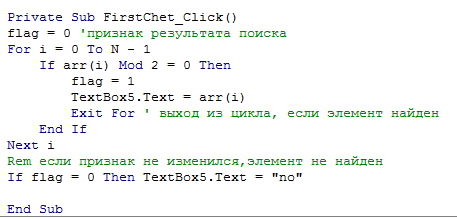 Private Sub FirstChet_Click()
flag = 0 'признак результата поиска
For i = 0 To N - 1
    If arr(i) Mod 2 = 0 Then
        flag = 1
        TextBox5.Text = arr(i)
        Exit For ' выход из цикла, если элемент найден
    End If
Next i
Rem если признак не изменился,элемент не найден
If flag = 0 Then TextBox5.Text = "no"
End Sub